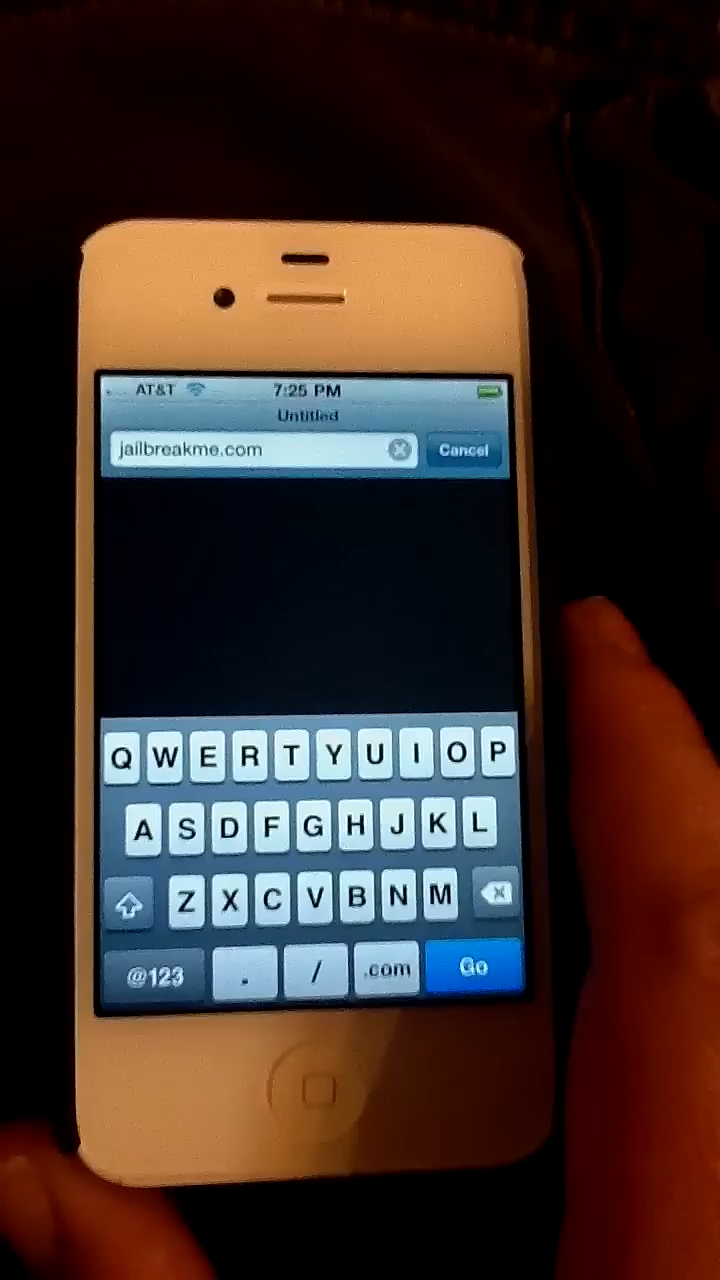 AT&T 7:25 PM
Untitled
jailbreakme.com Cancel
Q W E R T Y U I O P
A S D F G H J K L
Z X C V B N M
@123 . / .com Go